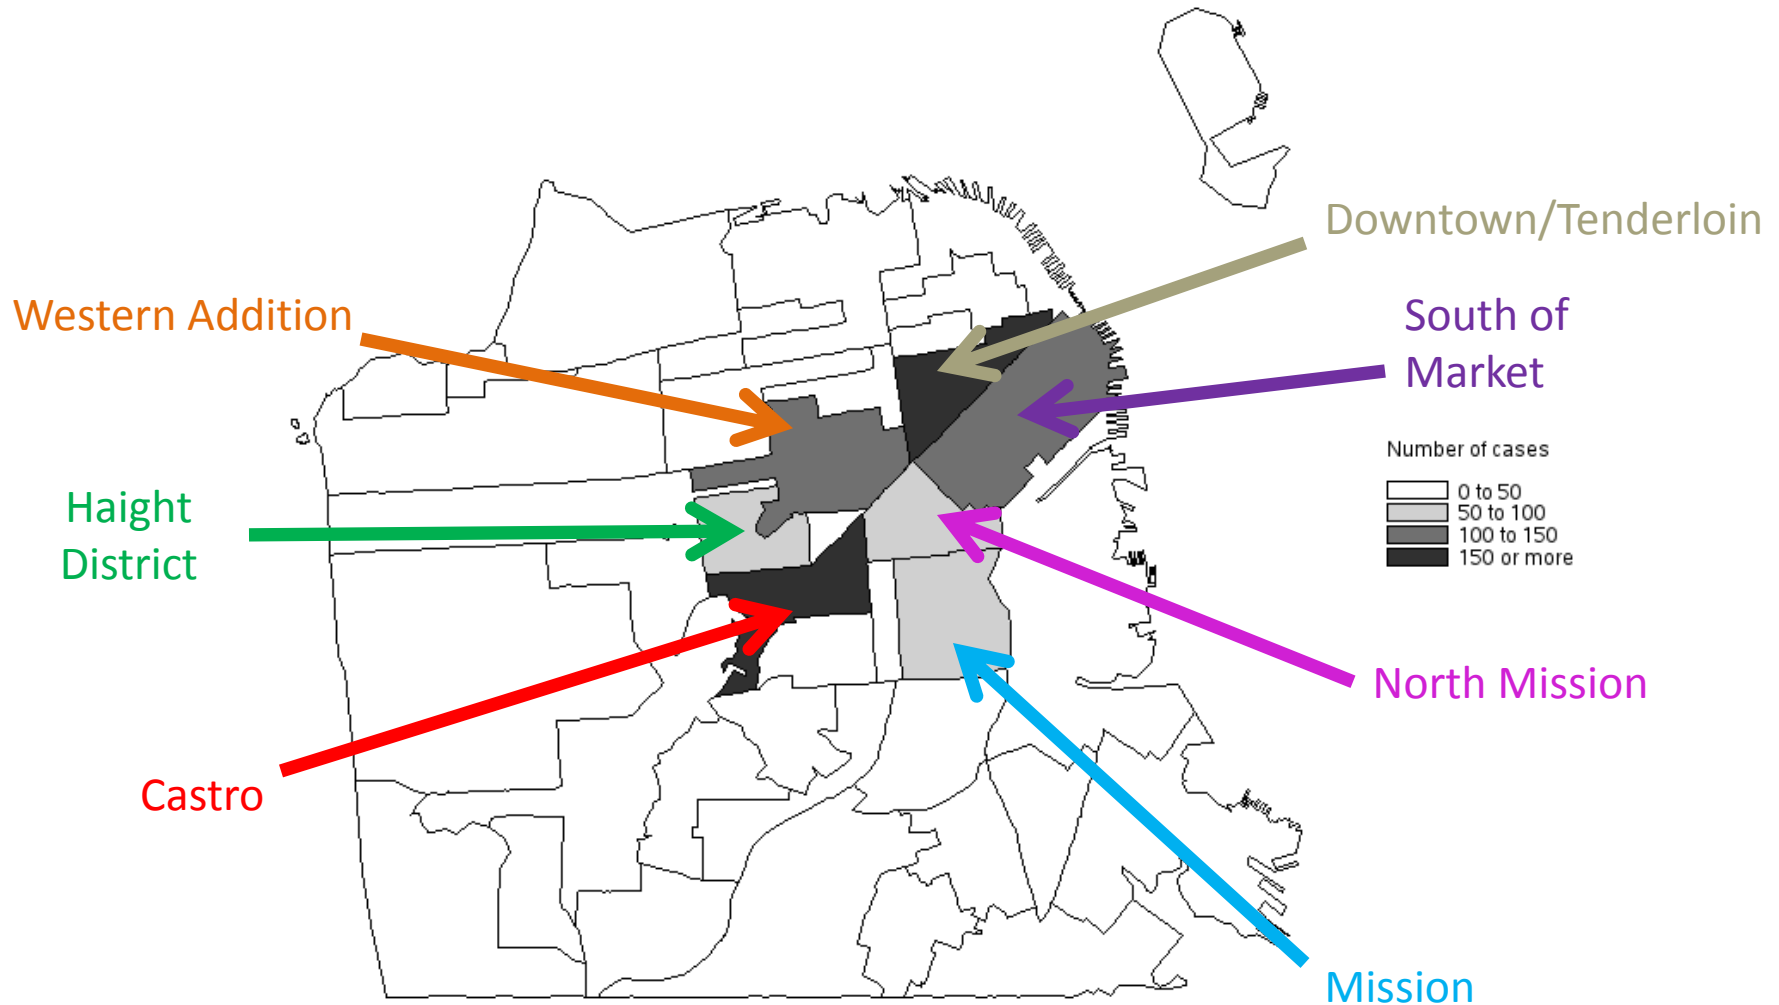 Downtown/Tenderloin
Western Addition
South of
Market
Number of cases
0 to 50
50 to 100
100 to 150
150 or more
Haight
District
North Mission
Castro
Mission